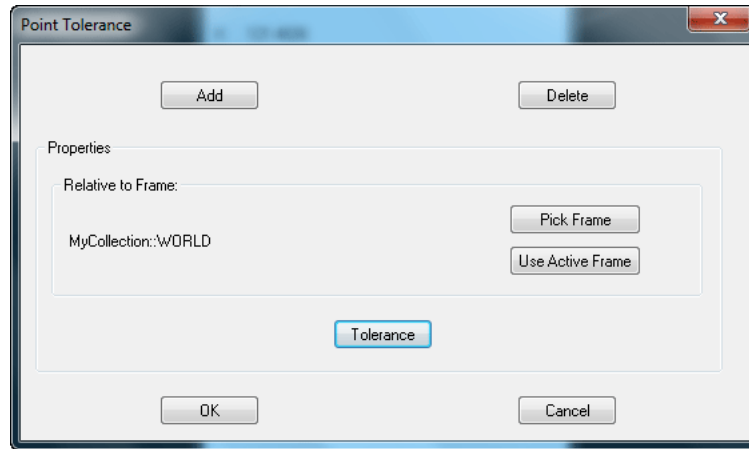 Point Tolerance
Add
Delete
Properties
Relative to Frame:
MyCollection::WORLD
Pick Frame
Use Active Frame
Tolerance
OK
Cancel